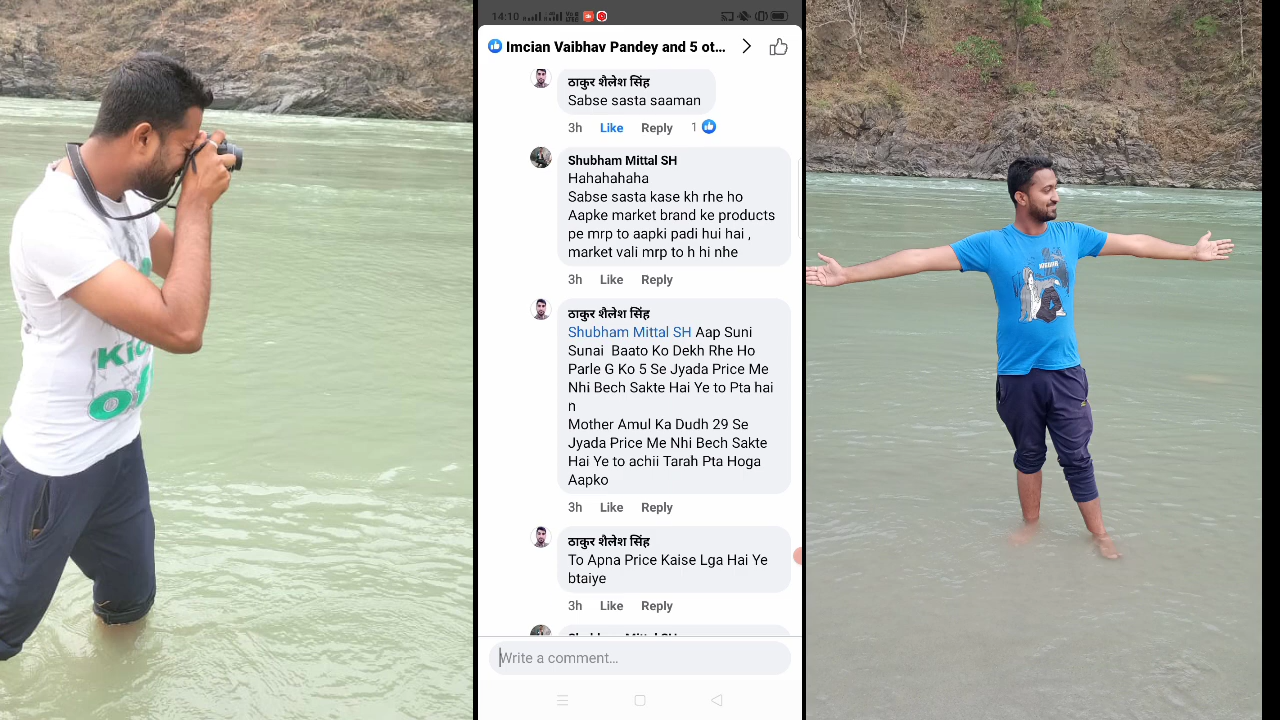 14:10
Imcian Vaibhav Pandey and 5 ot...
ठाकुर शैलेश सिंह
Sabse sasta saaman
3h Like Reply 1
Shubham Mittal SH
Hahahahaha
Sabse sasta kase kh rhe ho
Aapke market brand ke products
pe mrp to aapki padi hui hai ,
market vali mrp to h hi nhe
3h Like Reply
ठाकुर शैलेश सिंह
Shubham Mittal SH Aap Suni
Sunai Baato Ko Dekh Rhe Ho
Parle G Ko 5 Se Jyada Price Me
Nhi Bech Sakte Hai Ye to Pta hai
n
Mother Amul Ka Dudh 29 Se
Jyada Price Me Nhi Bech Sakte
Hai Ye to achii Tarah Pta Hoga
Aapko
3h Like Reply
ठाकुर शैलेश सिंह
To Apna Price Kaise Lga Hai Ye
btaiye
3h Like Reply
Write a comment...